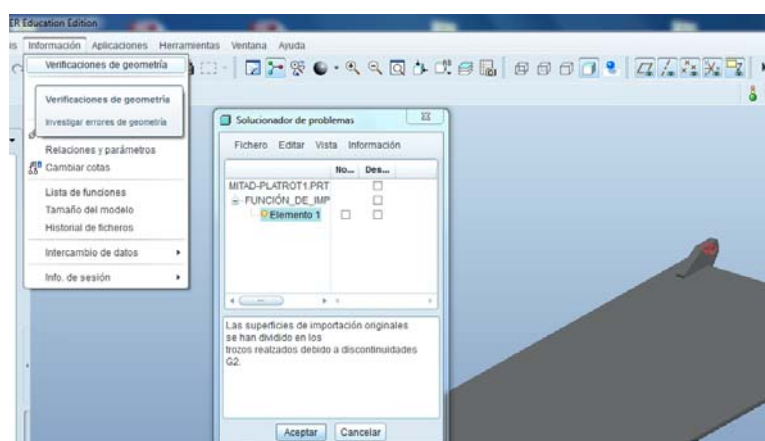 ER Education Edition
is Información Aplicaciones Herramientas Ventana Ayuda
Verificaciones de geometría
Verificaciones de geometría
Investigar errores de geometría
Relaciones y parámetros
Cambiar cotas
Lista de funciones
Tamaño del modelo
Historial de ficheros
Intercambio de datos
Info. de sesión
Solucionador de problemas
Fichero Editar Vista Información
No... Des...
MITAD-PLATROT1.PRT
FUNCIÓN_DE_IMP
Elemento 1
Las superficies de importación originales
se han dividido en los
trozos realzados debido a discontinuidades
G2.
Aceptar Cancelar